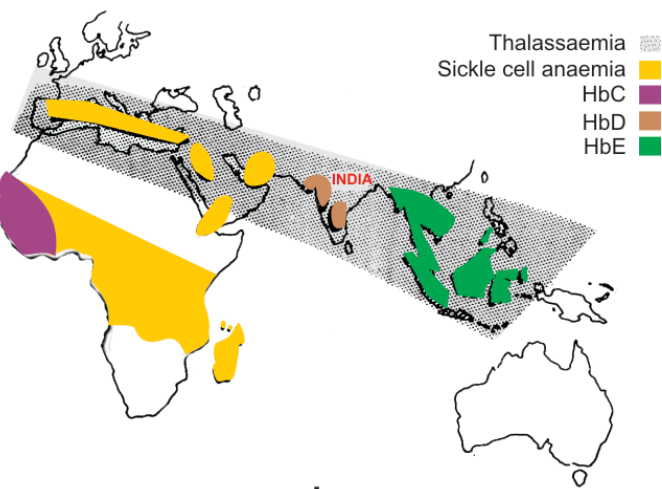 Thalassaemia
Sickle cell anaemia
HbC
HbD
HbE
INDIA